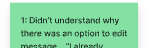 1: Didn't understand why
there was an option to edit
message... "I already